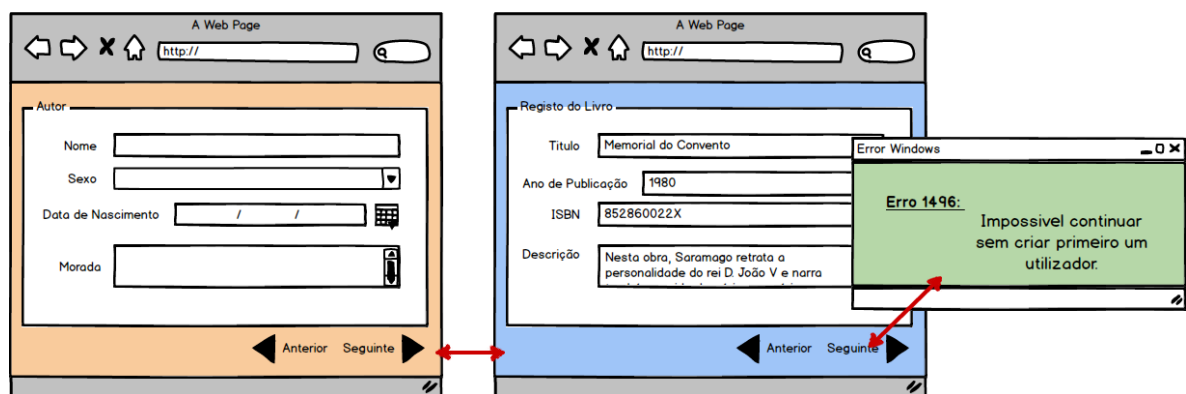 A Web Page
http://
Autor
Nome
Sexo
Data de Nascimento
/ /
Morada
Anterior Seguinte
A Web Page
http://
Registo do Livro
Titulo Memorial do Convento
Ano de Publicação 1980
ISBN 852860022X
Descrição
Nesta obra, Saramago retrata a
personalidade do rei D. João V e narra
Anterior Seguinte
Error Windows
Erro 1496:
Impossivel continuar
sem criar primeiro um
utilizador.